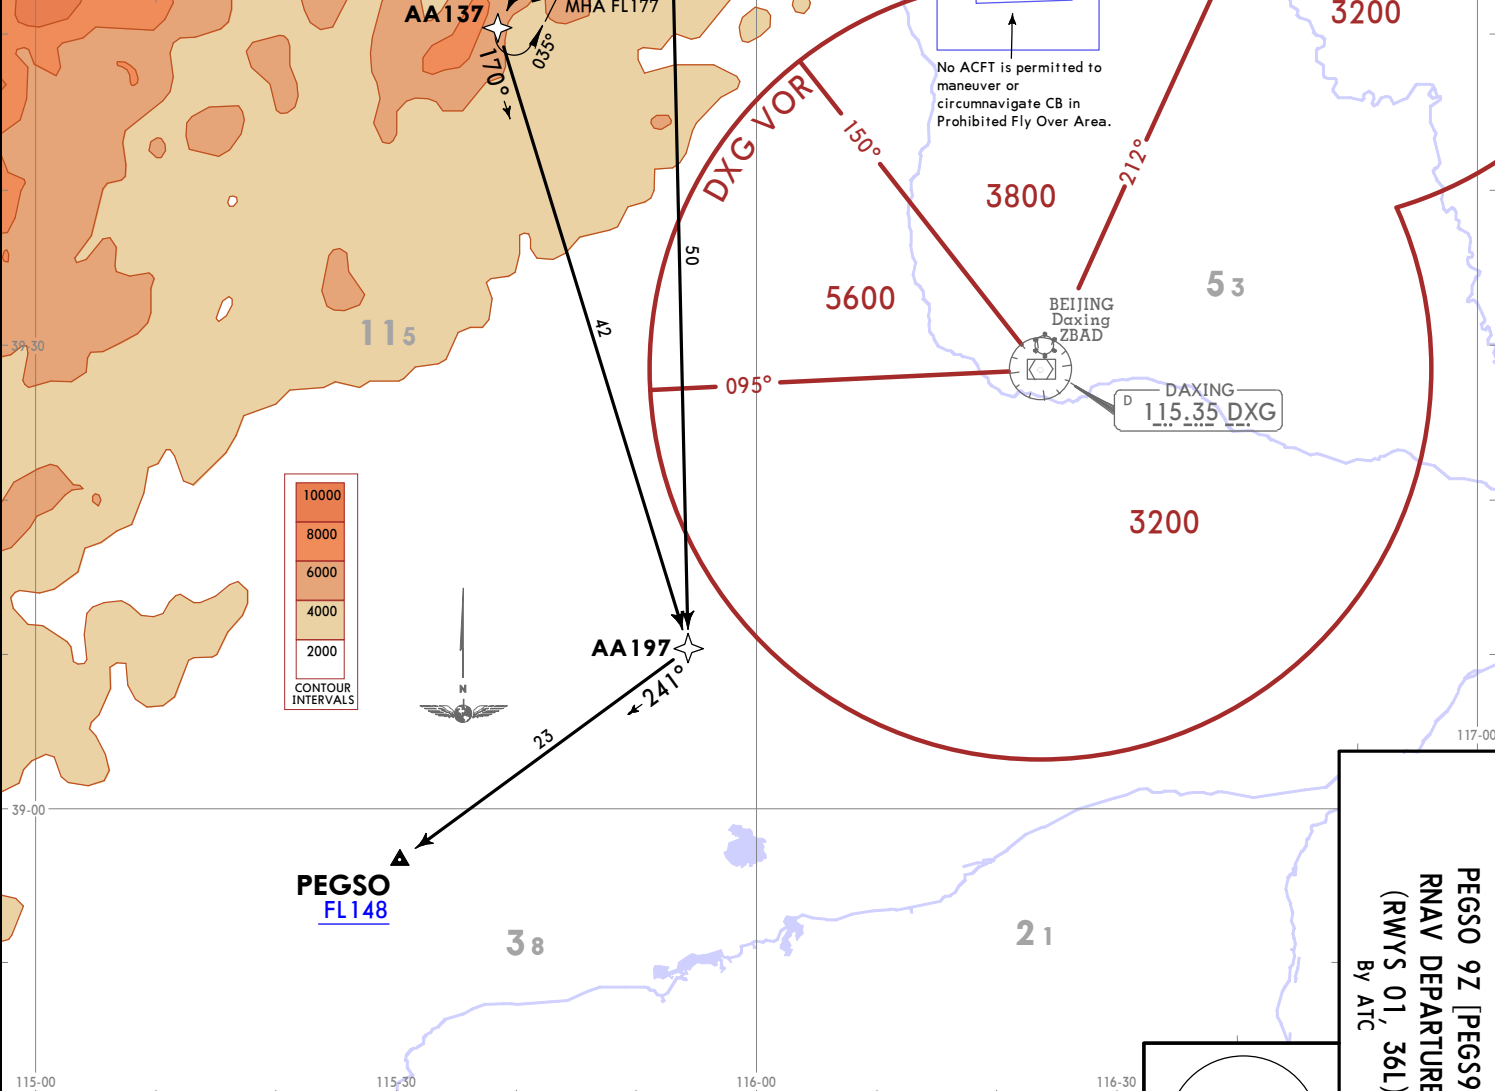 AA137
MHA FL177
3200
035°
170°
No ACFT is permitted to
maneuver or
circumnavigate CB in
Prohibited Fly Over Area.
DXG VOR
150°
212°
3800
50
5600
53
BEIJING
Daxing
ZBAD
42
115
39-30
095°
DAXING
D 115.35 DXG
10000
8000
6000
4000
2000
CONTOUR
INTERVALS
3200
N
AA197
241°
23
117-00
39-00
PEGSO
FL148
38
21
PEGSO 9Z [PEGS9
RNAV DEPARTURE
(RWYS 01, 36L)
By ATC
115-00
115-30
116-00
116-30